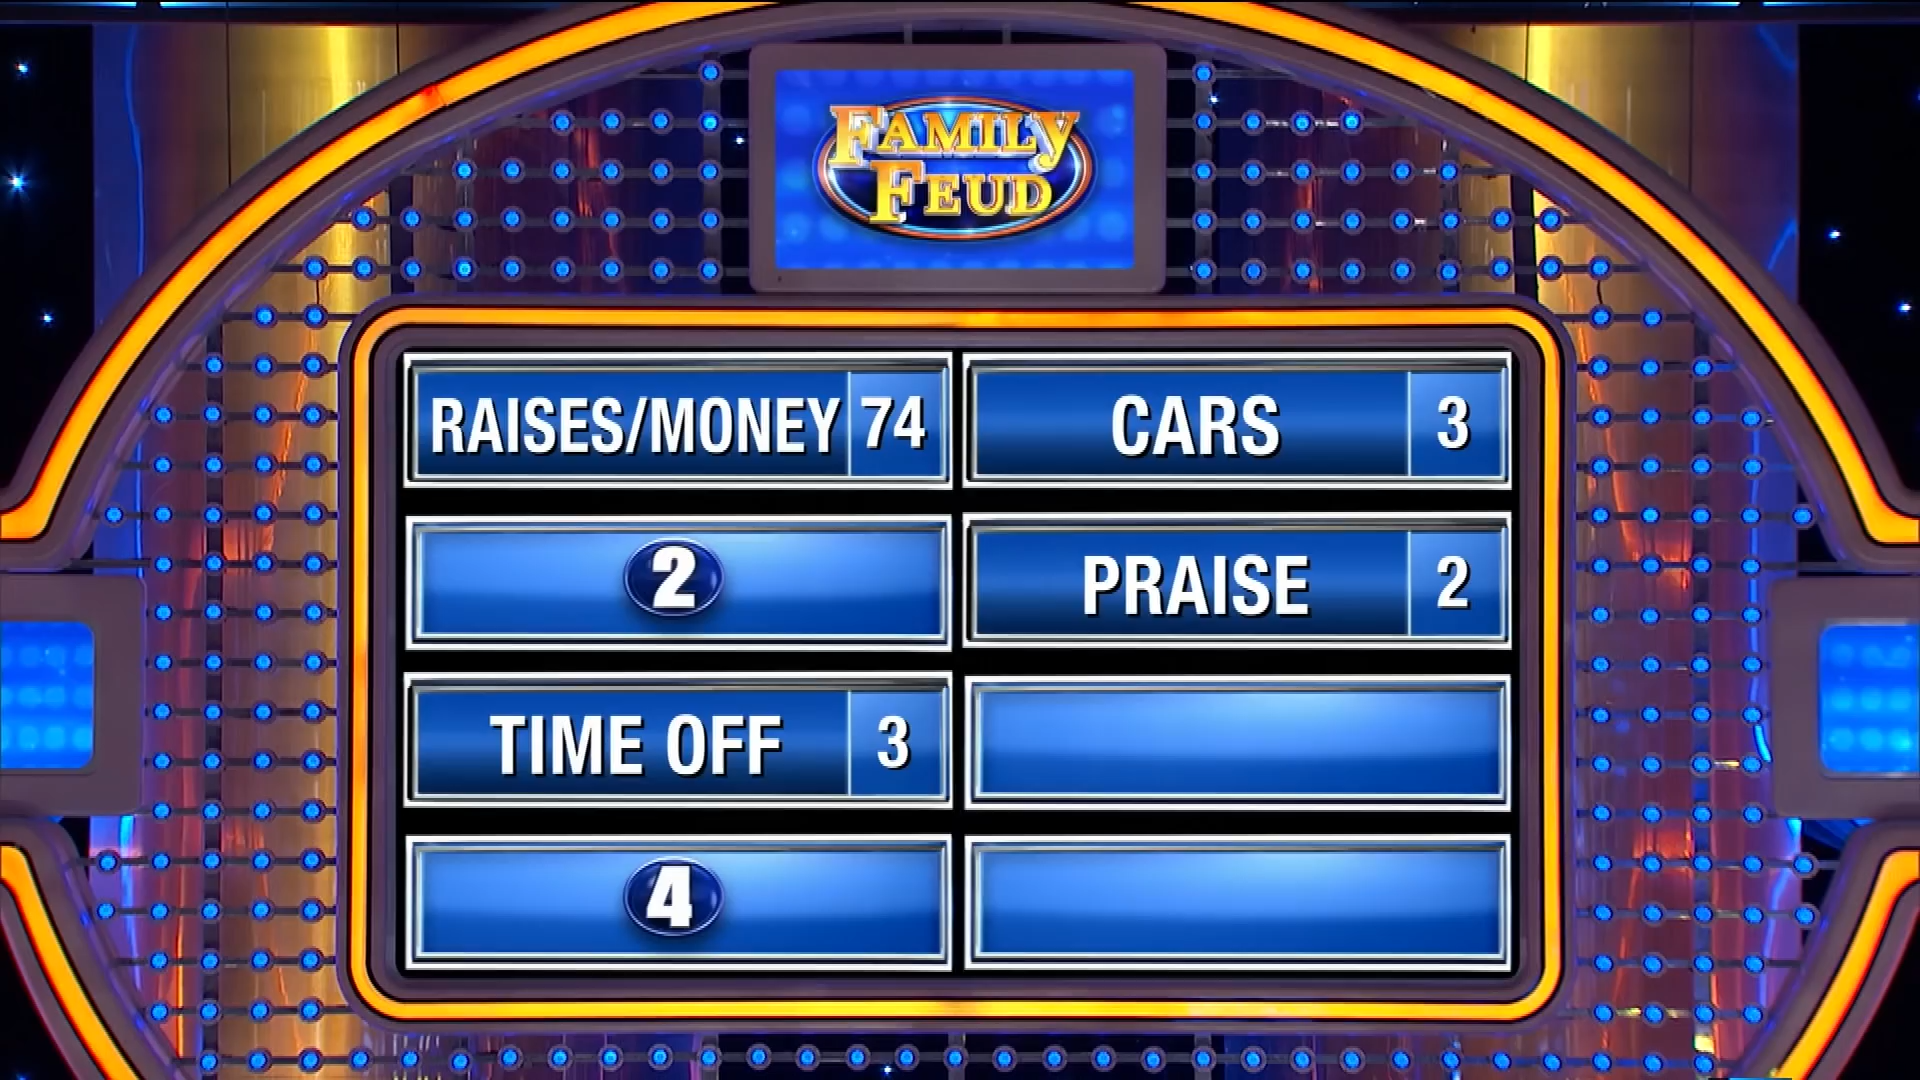 FAMILY
FEUD
RAISES/MONEY 74
CARS 3
2
PRAISE 2
TIME OFF 3
4